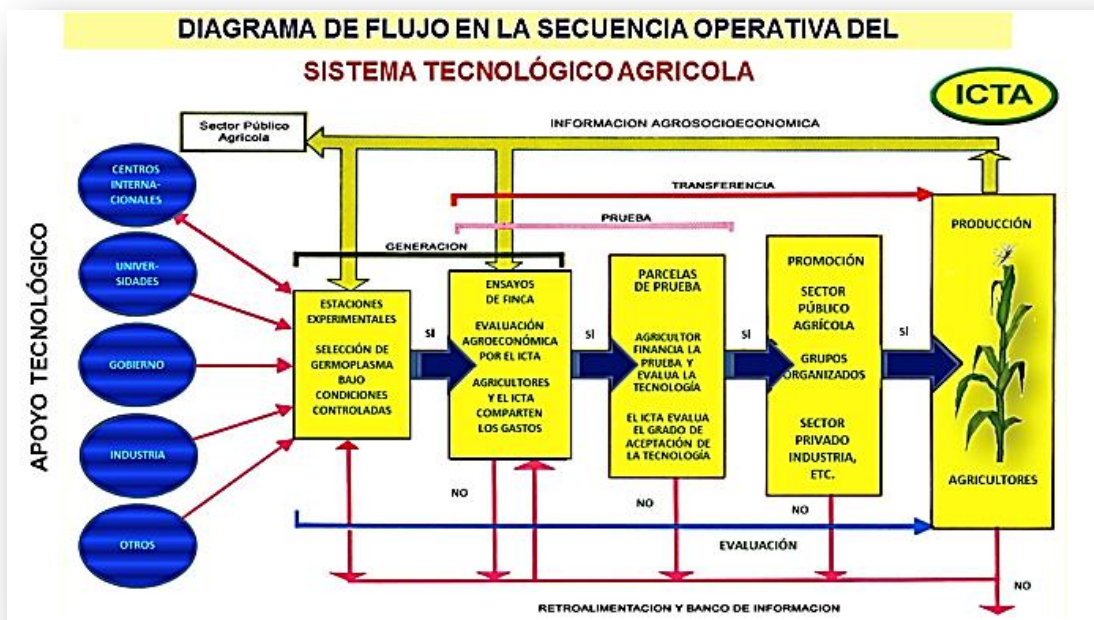 DIAGRAMA DE FLUJO EN LA SECUENCIA OPERATIVA DEL
SISTEMA TECNOLÓGICO AGRICOLA
ICTA
Sector Público
Agrícola
INFORMACION AGROSOCIOECONOMICA
TRANSFERENCIA
PRUEBA
GENERACION
APOYO TECNOLÓGICO
CENTROS
INTERNA-
CIONALES
UNIVER-
SIDADES
GOBIERNO
INDUSTRIA
OTROS
ESTACIONES
EXPERIMENTALES
SELECCIÓN DE
GERMOPLASMA
BAJO
CONDICIONES
CONTROLADAS
SÍ
ENSAYOS
DE FINCA
EVALUACIÓN
AGROECONÓMICA
POR EL ICTA
AGRICULTORES
Y EL ICTA
COMPARTEN
LOS GASTOS
SÍ
PARCELAS
DE PRUEBA
AGRICULTOR
FINANCIA LA
PRUEBA Y
EVALUA LA
TECNOLOGÍA
EL ICTA EVALUA
EL GRADO DE
ACEPTACIÓN DE
LA TECNOLOGÍA
SÍ
PROMOCIÓN
SECTOR
PÚBLICO
AGRÍCOLA
GRUPOS
ORGANIZADOS
SECTOR
PRIVADO
INDUSTRIA,
ETC.
SÍ
PRODUCCIÓN
AGRICULTORES
NO
NO
NO
NO
EVALUACIÓN
RETROALIMENTACION Y BANCO DE INFORMACION